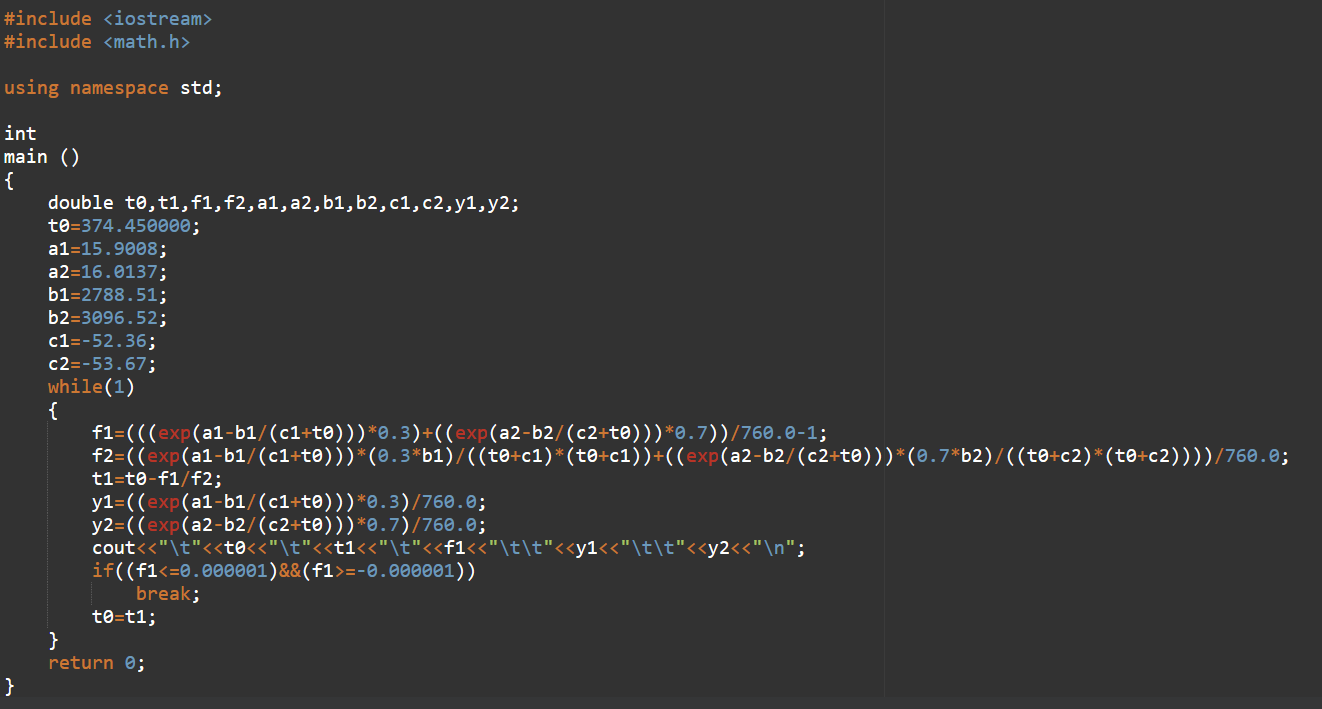 #include <iostream>
#include <math.h>
using namespace std;
int
main ()
{
double t0,t1,f1,f2,a1,a2,b1,b2,c1,c2,y1,y2;
t0=374.450000;
a1=15.9008;
a2=16.0137;
b1=2788.51;
b2=3096.52;
c1=-52.36;
c2=-53.67;
while(1)
{
f1=(((exp(a1-b1/(c1+t0)))*0.3)+((exp(a2-b2/(c2+t0)))*0.7))/760.0-1;
f2=((exp(a1-b1/(c1+t0)))*(0.3*b1)/((t0+c1)*(t0+c1))+((exp(a2-b2/(c2+t0)))*(0.7*b2)/((t0+c2)*(t0+c2))))/760.0;
t1=t0-f1/f2;
y1=((exp(a1-b1/(c1+t0)))*0.3)/760.0;
y2=((exp(a2-b2/(c2+t0)))*0.7)/760.0;
cout<<"\t"<<t0<<"\t"<<t1<<"\t"<<f1<<"\t\t"<<y1<<"\t\t"<<y2<<"\n";
if((f1<=0.000001)&&(f1>=-0.000001))
break;
t0=t1;
}
return 0;
}